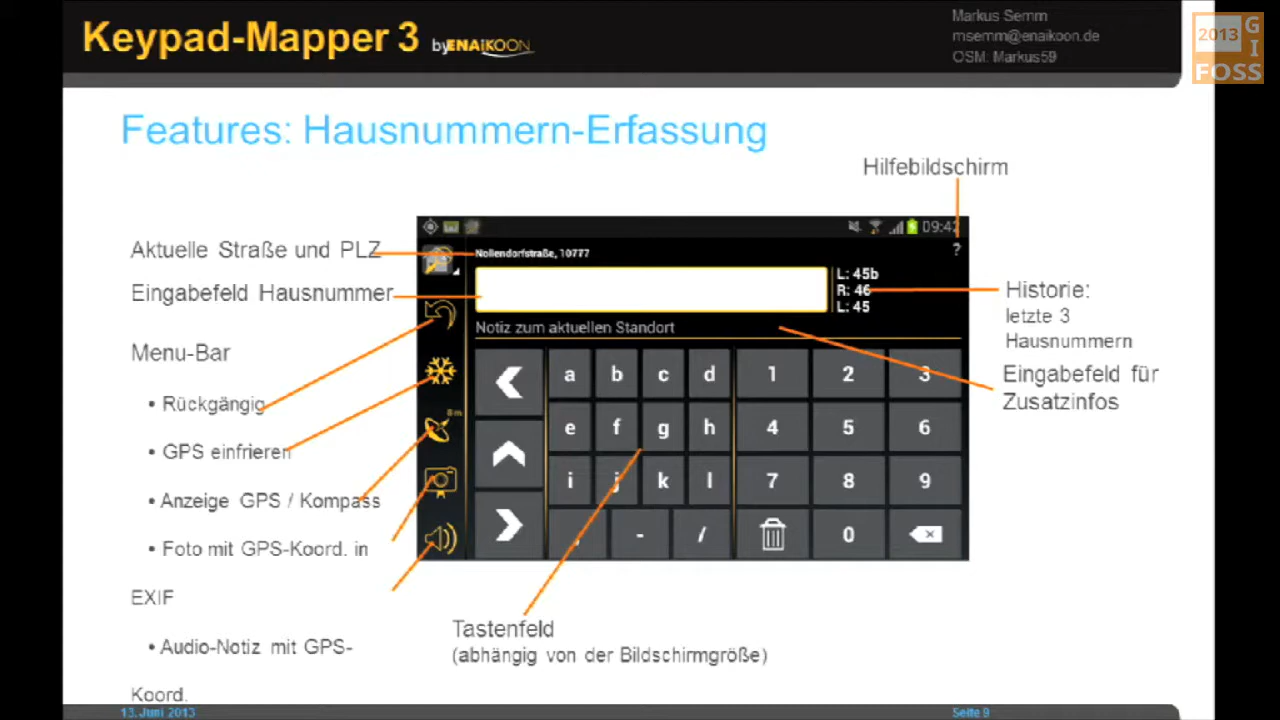 Keypad-Mapper 3 by ENAIKOON
Markus Semm
msemm@enaikoon.de
OSM: Markus59
2013
GIS
FOSS
Features: Hausnummern-Erfassung
Hilfebildschirm
09:42
Aktuelle Straße und PLZ
Nollendorfstraße, 10777
?
Eingabefeld Hausnummer
L: 45b
R: 46
L: 45
Historie:
letzte 3
Hausnummern
Notiz zum aktuellen Standort
Eingabefeld für
Zusatzinfos
Menu-Bar
• Rückgängig
• GPS einfrieren
• Anzeige GPS / Kompass
• Foto mit GPS-Koord. in
EXIF
• Audio-Notiz mit GPS-
Koord.
8m
a b c d 1 2 3
e f g h 4 5 6
i j k l 7 8 9
, - / 0
Tastenfeld
(abhängig von der Bildschirmgröße)
13. Juni 2013
Seite 9